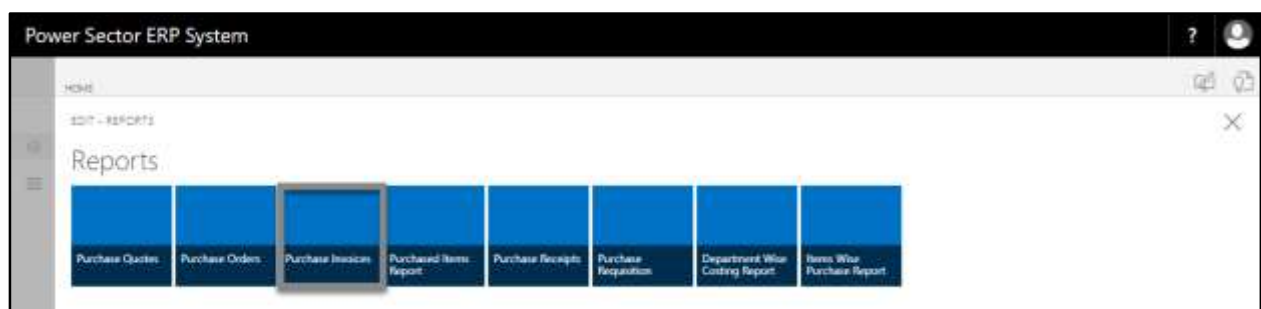 Power Sector ERP System ?
HOME
EDIT - REPORTS
Reports
Purchase Quotes
Purchase Orders
Purchase Invoices
Purchased Items
Report
Purchase Receipts
Purchase
Requisition
Department Wise
Costing Report
Items Wise
Purchase Report